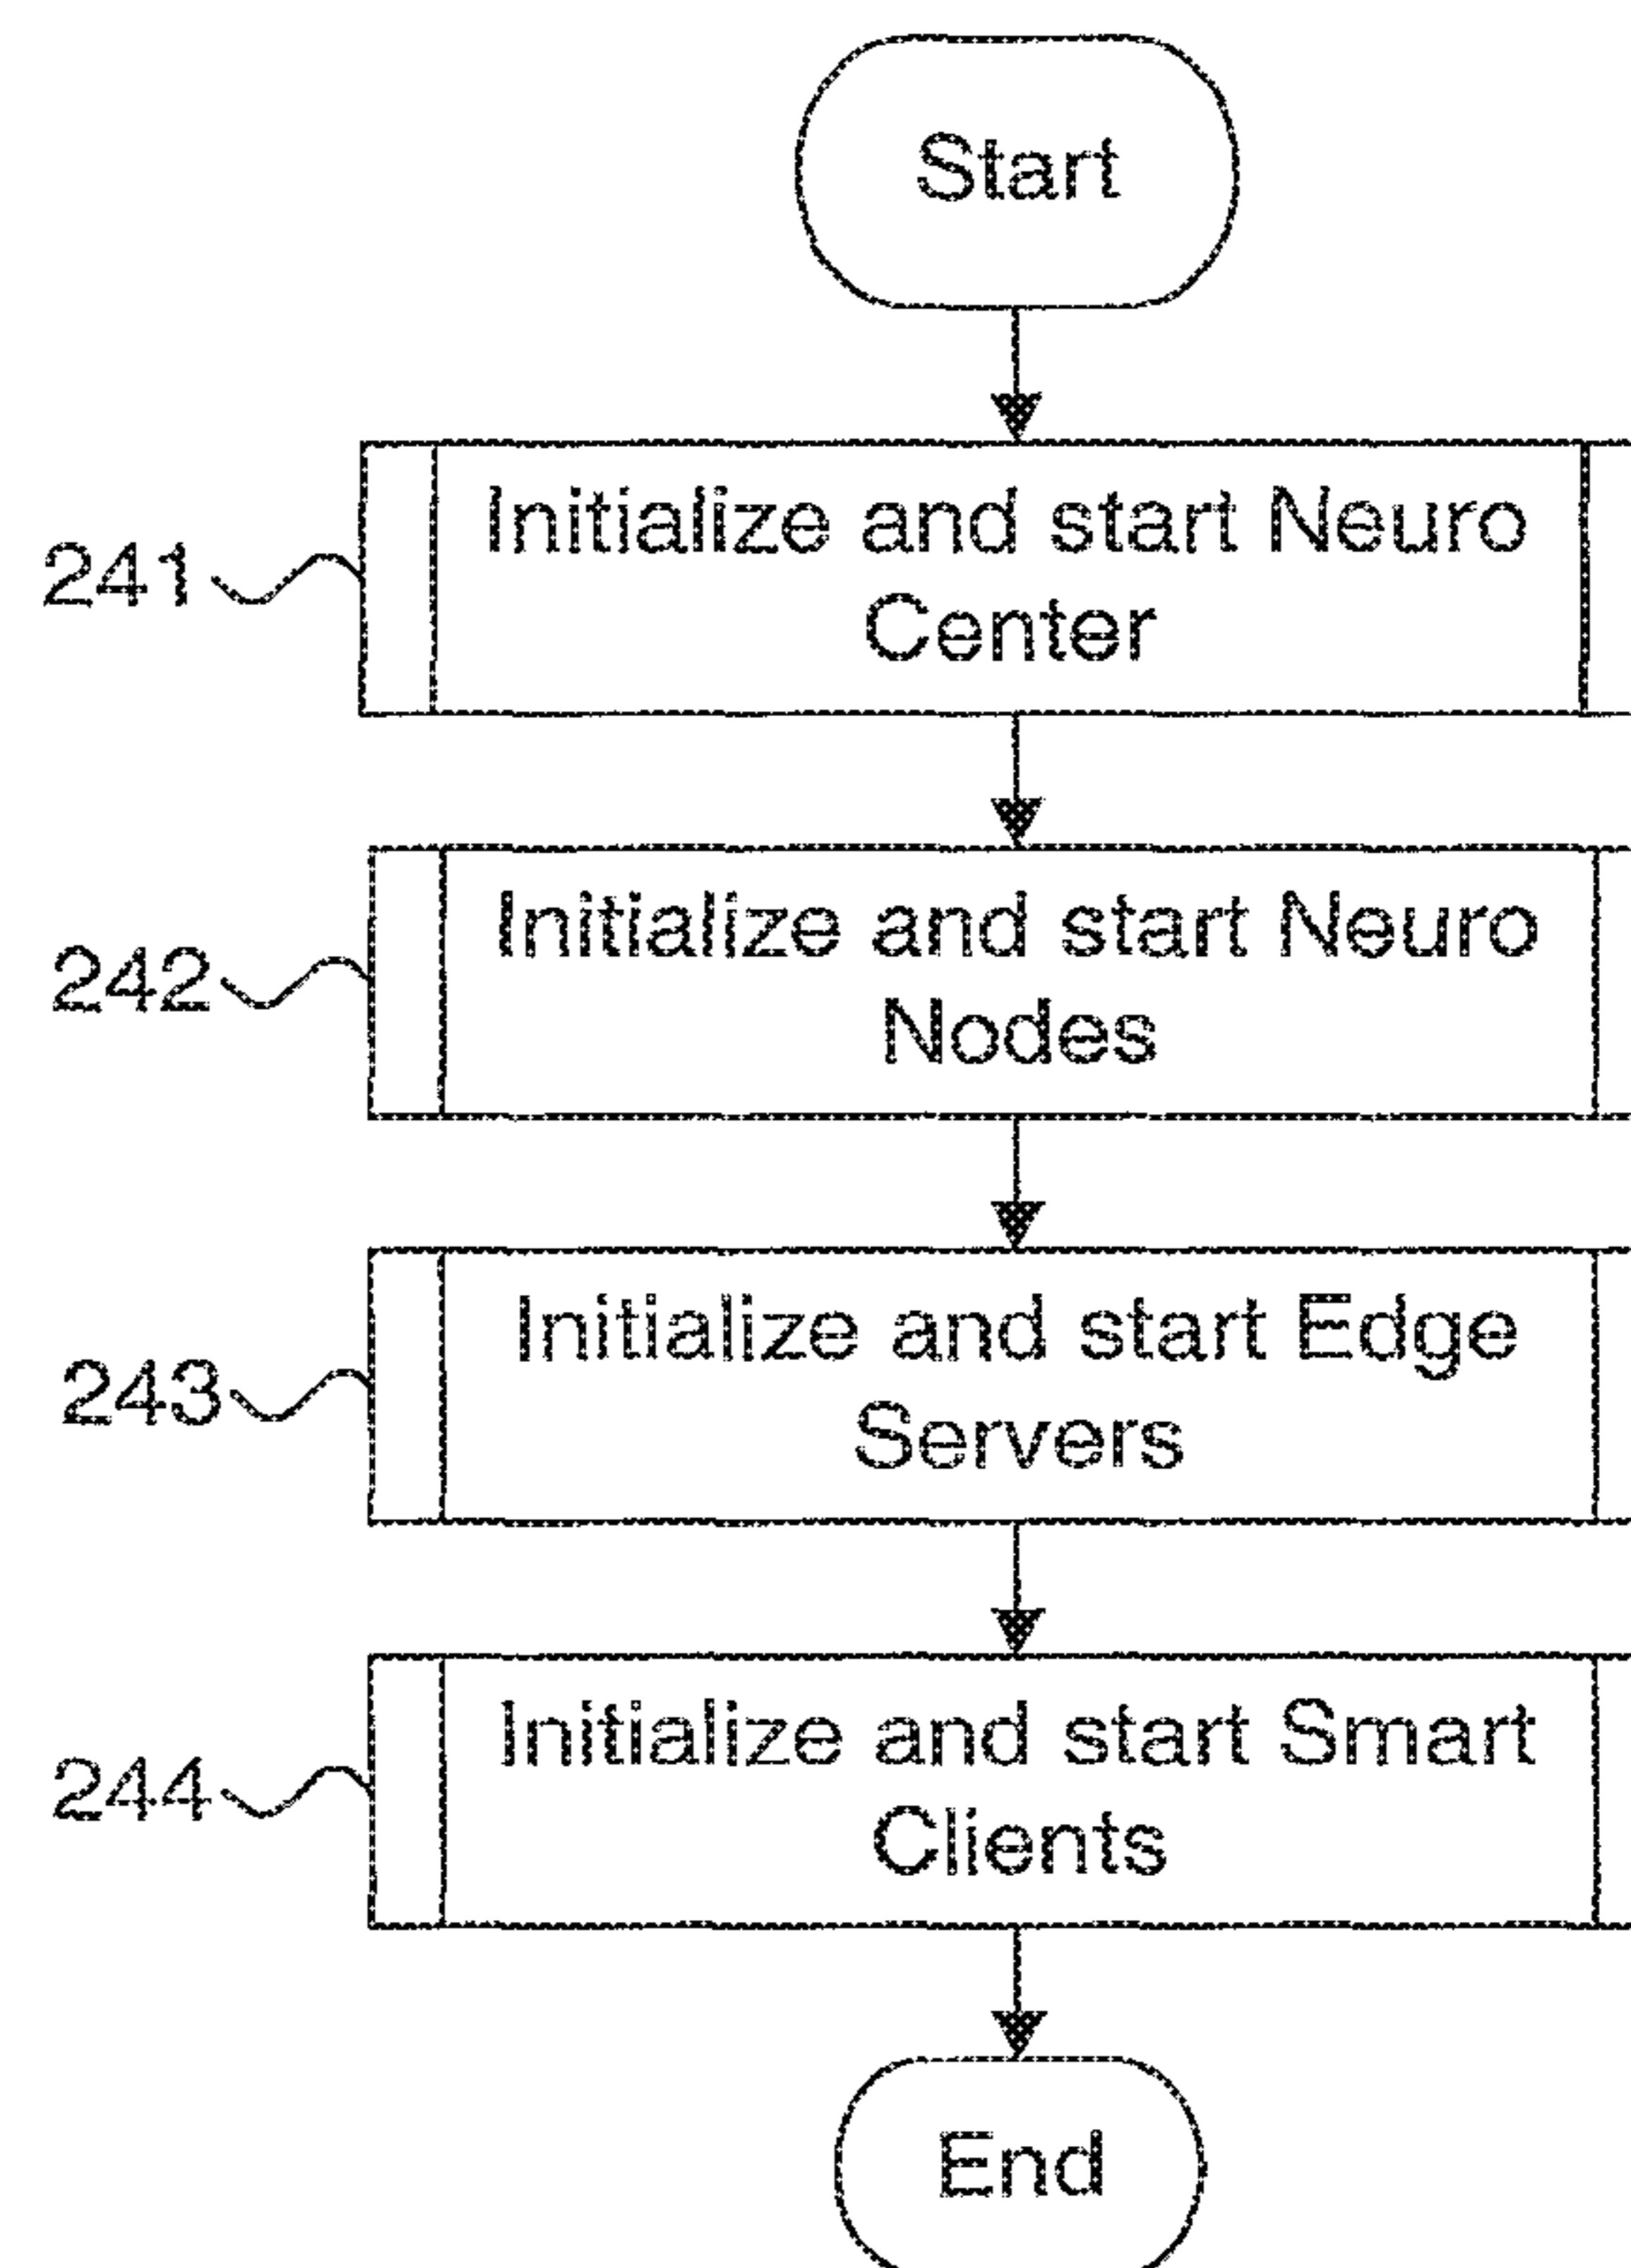 Start
Initialize and start Neuro
241
Center
Initialize and start Neuro
242
Nodes
Initialize and start Edge
243
Servers
Initialize and start Smart
244
Clients
End